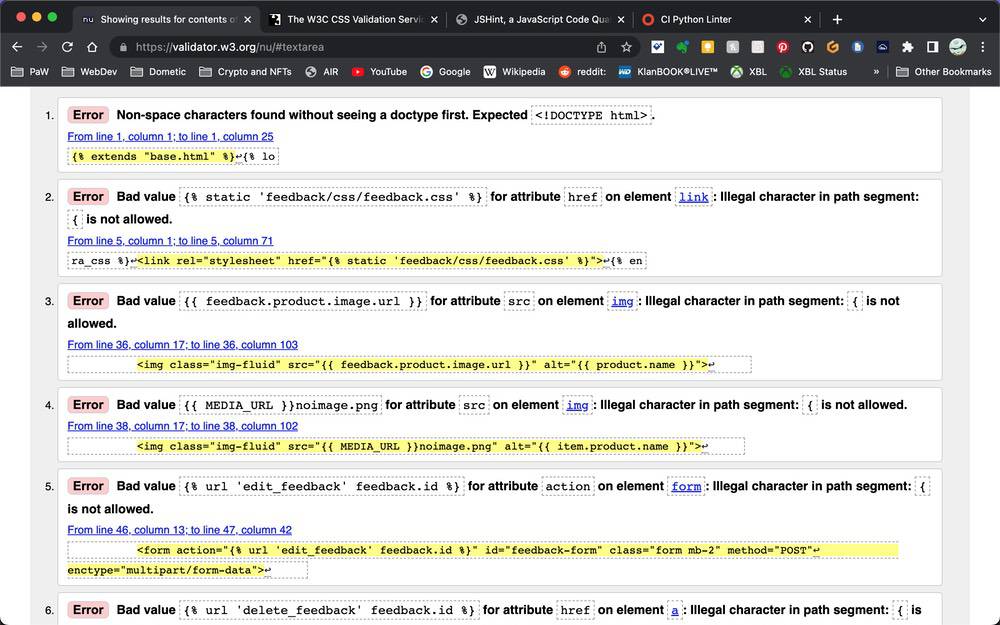 Showing results for contents of
The W3C CSS Validation Servi
JSHint, a JavaScript Code Qua
CI Python Linter
https://validator.w3.org/nu/#textarea
PaW WebDev Dometic Crypto and NFTs AIR YouTube Google Wikipedia reddit: KlanBOOK®LIVE™ XBL XBL Status » Other Bookmarks
1. Error Non-space characters found without seeing a doctype first. Expected <!DOCTYPE html>.
From line 1, column 1; to line 1, column 25
{% extends "base.html" %}↩{% lo
2. Error Bad value {% static 'feedback/css/feedback.css' %} for attribute href on element link: Illegal character in path segment:
{ is not allowed.
From line 5, column 1; to line 5, column 71
ra_css %}↩<link rel="stylesheet" href="{% static 'feedback/css/feedback.css' %}">↩{% en
3. Error Bad value {{ feedback.product.image.url }} for attribute src on element img: Illegal character in path segment: { is not
allowed.
From line 36, column 17; to line 36, column 103
<img class="img-fluid" src="{{ feedback.product.image.url }}" alt="{{ product.name }}">↩
4. Error Bad value {{ MEDIA_URL }}noimage.png for attribute src on element img: Illegal character in path segment: { is not allowed.
From line 38, column 17; to line 38, column 102
<img class="img-fluid" src="{{ MEDIA_URL }}noimage.png" alt="{{ item.product.name }}">↩
5. Error Bad value {% url 'edit_feedback' feedback.id %} for attribute action on element form: Illegal character in path segment: {
is not allowed.
From line 46, column 13; to line 47, column 42
<form action="{% url 'edit_feedback' feedback.id %}" id="feedback-form" class="form mb-2" method="POST"↩
enctype="multipart/form-data">↩
6. Error Bad value {% url 'delete_feedback' feedback.id %} for attribute href on element a: Illegal character in path segment: { is